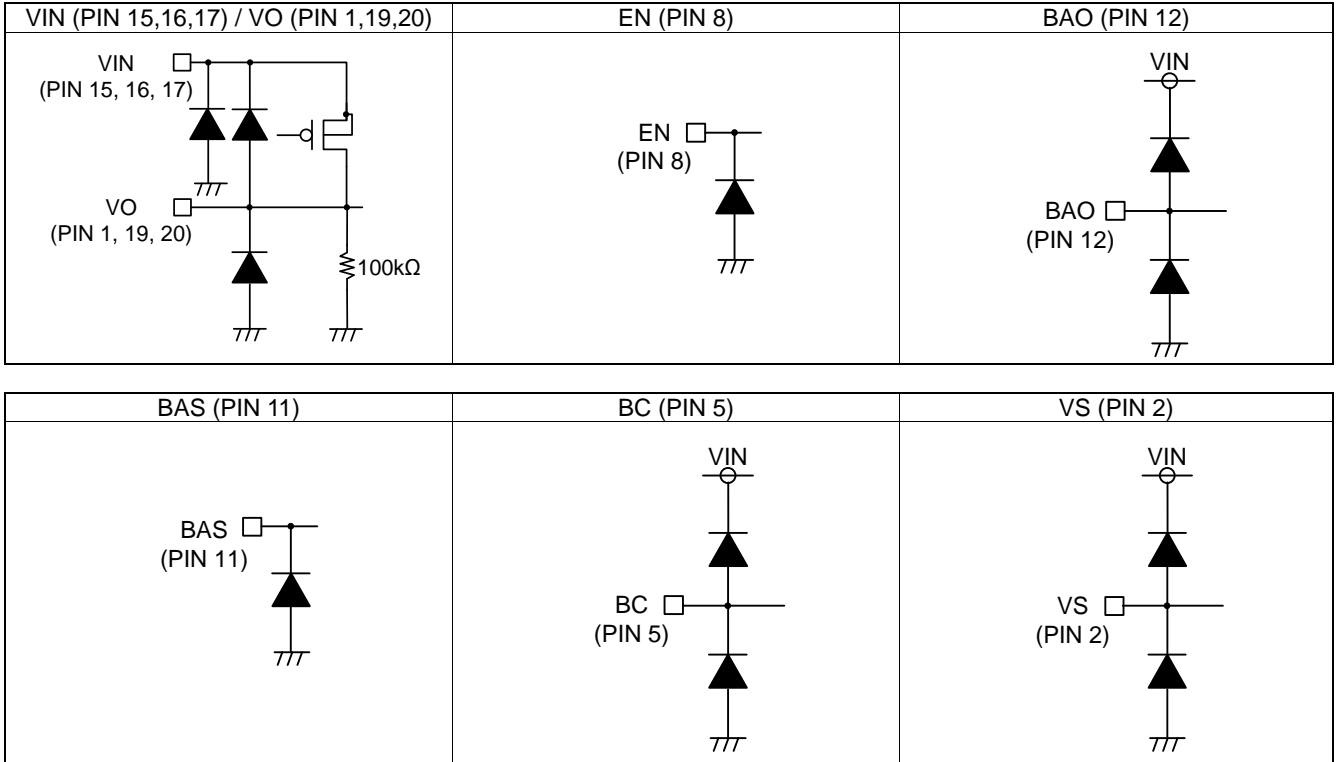 VIN (PIN 15,16,17) / VO (PIN 1,19,20)
VIN
(PIN 15, 16, 17)
VO
(PIN 1, 19, 20)
100kΩ
EN (PIN 8)
EN
(PIN 8)
BAO (PIN 12)
VIN
BAO
(PIN 12)
BAS (PIN 11)
BAS
(PIN 11)
BC (PIN 5)
VIN
BC
(PIN 5)
VS (PIN 2)
VIN
VS
(PIN 2)